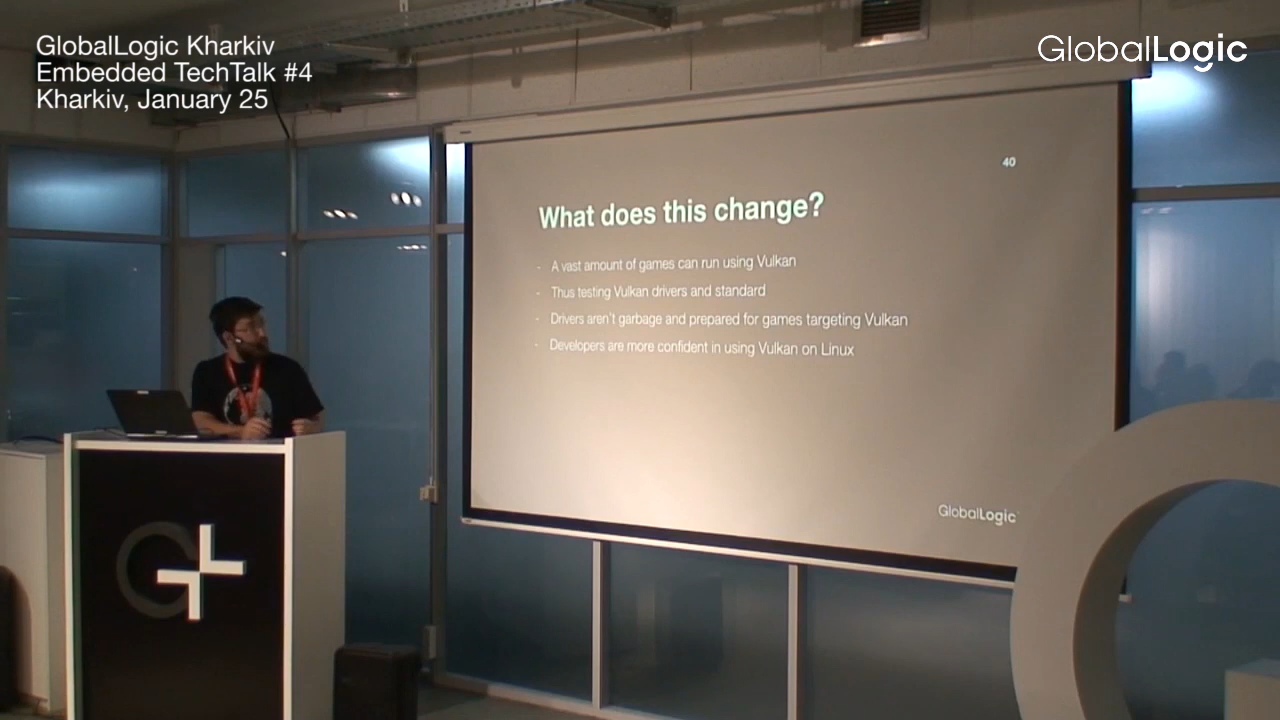 GlobalLogic Kharkiv
Embedded TechTalk #4
Kharkiv, January 25
GlobalLogic
40
What does this change?
- A vast amount of games can run using Vulkan
- Thus testing Vulkan drivers and standard
- Drivers aren't garbage and prepared for games targeting Vulkan
- Developers are more confident in using Vulkan on Linux
GlobalLogic
GL